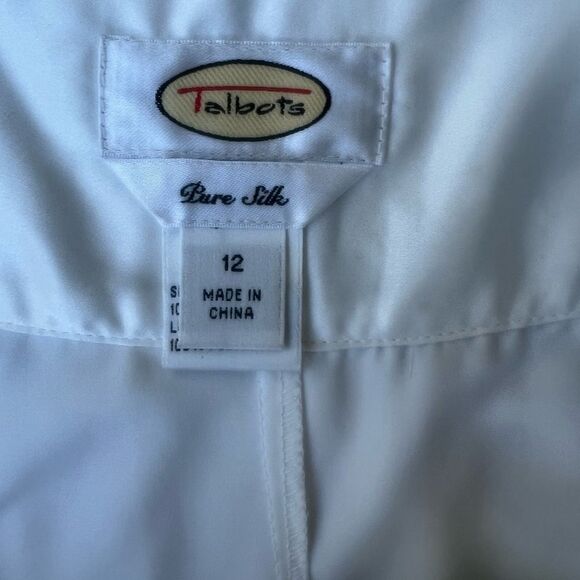 Talbots
Pure Silk
12
MADE IN
CHINA